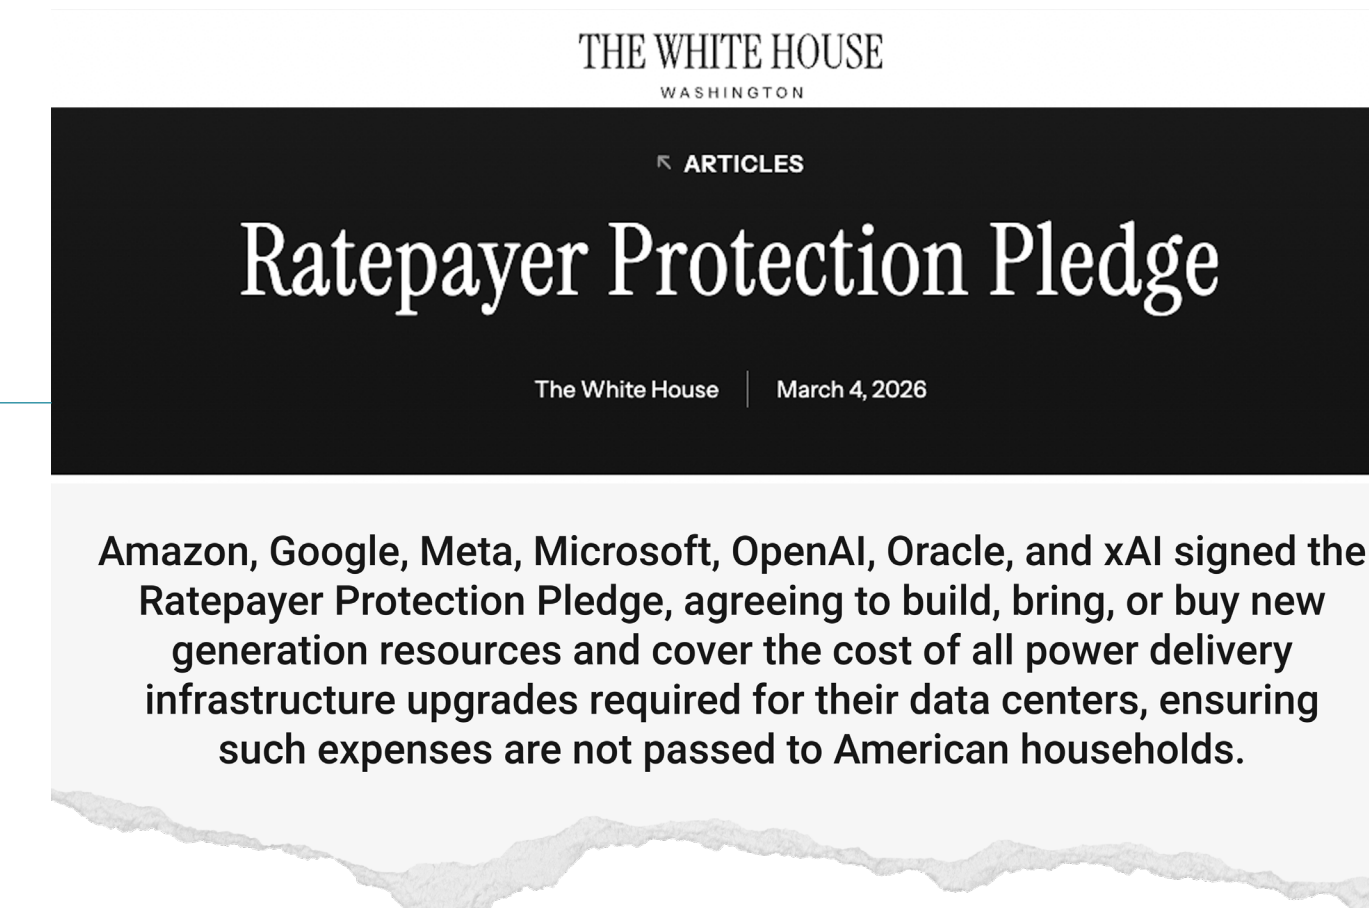 THE WHITE HOUSE
WASHINGTON
ARTICLES
Ratepayer Protection Pledge
The White House
March 4, 2026
Amazon, Google, Meta, Microsoft, OpenAI, Oracle, and xAI signed the
Ratepayer Protection Pledge, agreeing to build, bring, or buy new
generation resources and cover the cost of all power delivery
infrastructure upgrades required for their data centers, ensuring
such expenses are not passed to American households.